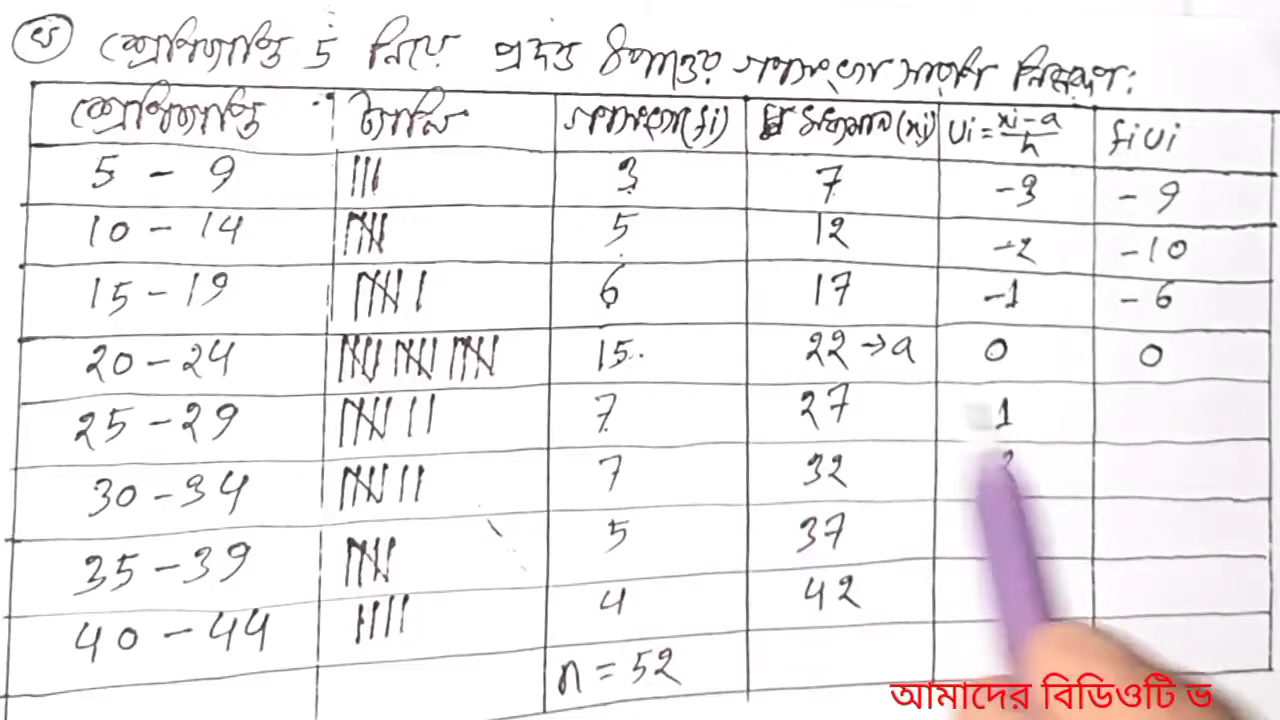 খ শ্রেণিব্যাপ্তি 5 নিয়ে প্রদত্ত উপাত্তের গণসংখ্যা সারণি নিম্নরূপ:
শ্রেণিব্যাপ্তি ট্যালি গণসংখ্যা (fi) মধ্যমান (xi) ui = xi-a/h fiui
5 - 9 ||| 3 7 -3 -9
10 - 14 5 12 -2 -10
15 - 19 6 17 -1 -6
20 - 24 15 22 → a 0 0
25 - 29 7 27 1
30 - 34 7 32
35 - 39 5 37
40 - 44 |||| 4 42
n = 52
আমাদের বিডিওটি ভ